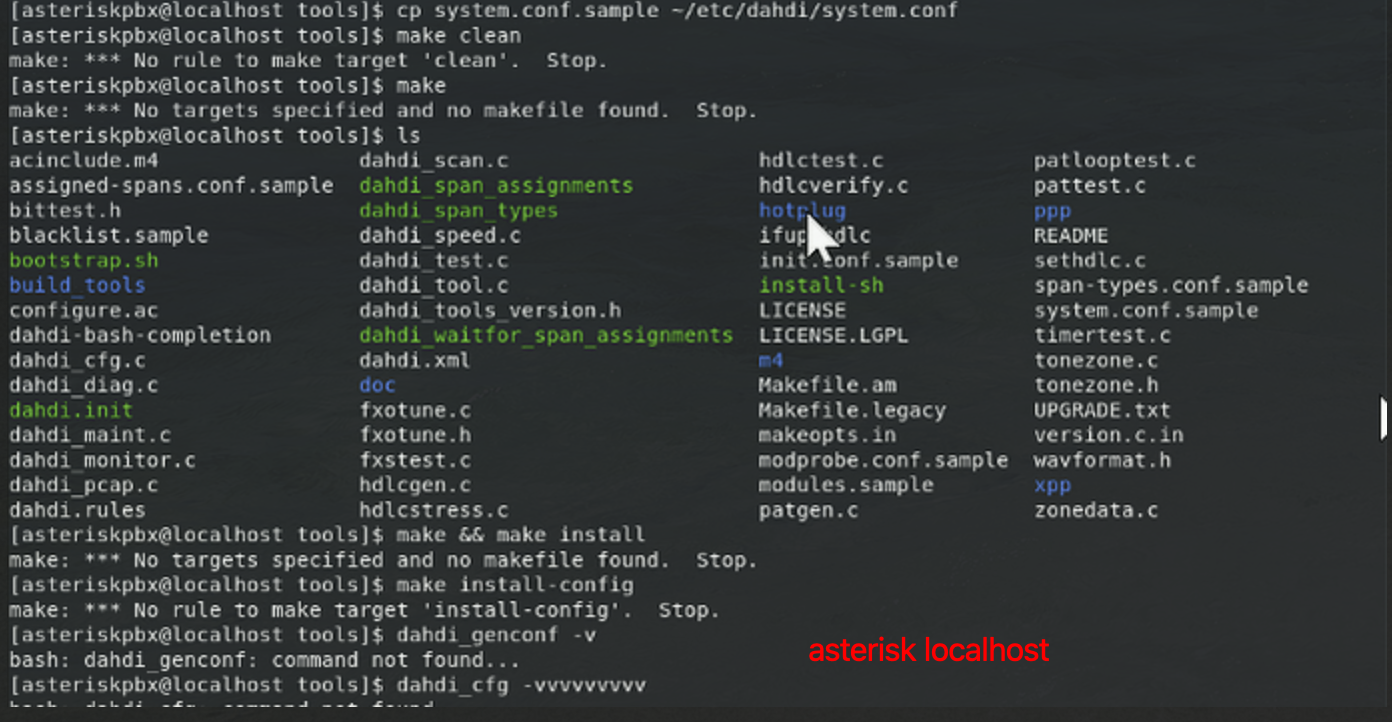 [asteriskpbx@localhost tools]$ cp system.conf.sample ~/etc/dahdi/system.conf
[asteriskpbx@localhost tools]$ make clean
make: *** No rule to make target 'clean'.  Stop.
[asteriskpbx@localhost tools]$ make
make: *** No targets specified and no makefile found.  Stop.
[asteriskpbx@localhost tools]$ ls
acinclude.m4 dahdi_scan.c hdlctest.c patlooptest.c
assigned-spans.conf.sample dahdi_span_assignments hdlcverify.c pattest.c
bittest.h dahdi_span_types hotplug ppp
blacklist.sample dahdi_speed.c README
bootstrap.sh dahdi_test.c init.conf.sample sethdlc.c
build_tools dahdi_tool.c install-sh span-types.conf.sample
configure.ac dahdi_tools_version.h LICENSE system.conf.sample
dahdi-bash-completion dahdi_waitfor_span_assignments LICENSE.LGPL timertest.c
dahdi_cfg.c dahdi.xml m4 tonezone.c
dahdi_diag.c doc Makefile.am tonezone.h
dahdi.init fxotune.c Makefile.legacy UPGRADE.txt
dahdi_maint.c fxotune.h makeopts.in version.c.in
dahdi_monitor.c fxstest.c modprobe.conf.sample wavformat.h
dahdi_pcap.c hdlcgen.c modules.sample xpp
dahdi.rules hdlcstress.c patgen.c zonedata.c
[asteriskpbx@localhost tools]$ make && make install
make: *** No targets specified and no makefile found.  Stop.
[asteriskpbx@localhost tools]$ make install-config
make: *** No rule to make target 'install-config'.  Stop.
[asteriskpbx@localhost tools]$ dahdi_genconf -v
asterisk localhost
bash: dahdi_genconf: command not found...
[asteriskpbx@localhost tools]$ dahdi_cfg -vvvvvvvvv